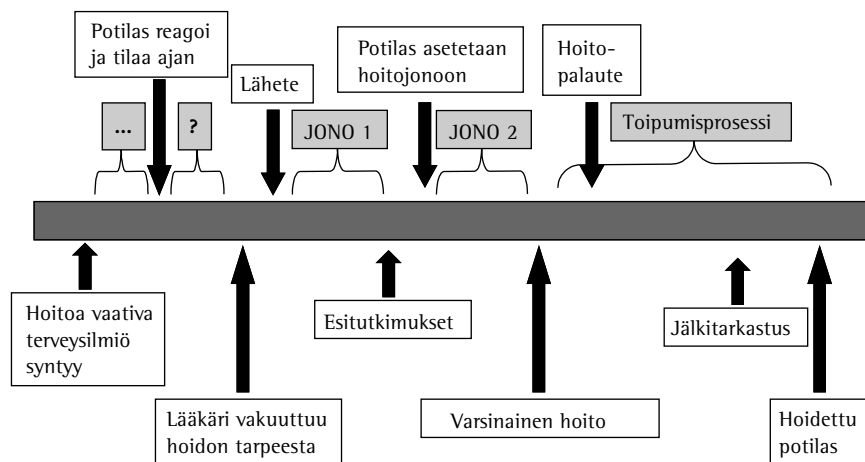 Potilas reagoi
ja tilaa ajan
Lähete
Potilas asetetaan
hoitojonoon
Hoito-
palaute
...
?
JONO 1
JONO 2
Toipumisprosessi
Hoitoa vaativa
terveysilmiö
syntyy
Lääkäri vakuuttuu
hoidon tarpeesta
Esitutkimukset
Varsinainen hoito
Jälkitarkastus
Hoidettu
potilas